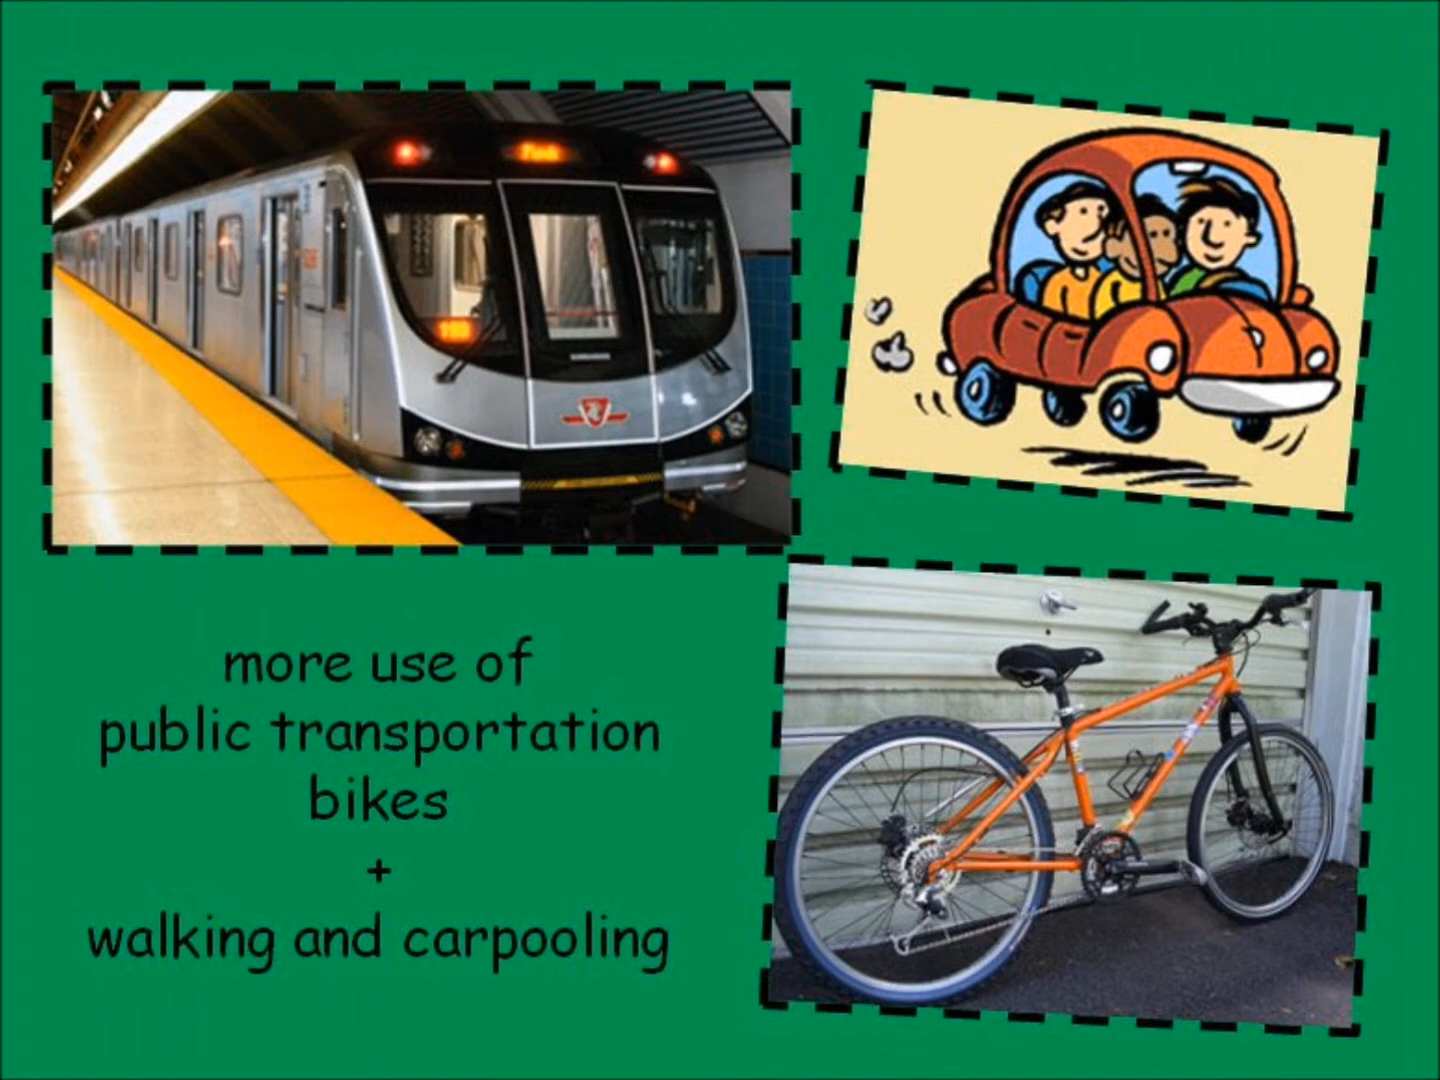 more use of
public transportation
bikes
+
walking and carpooling